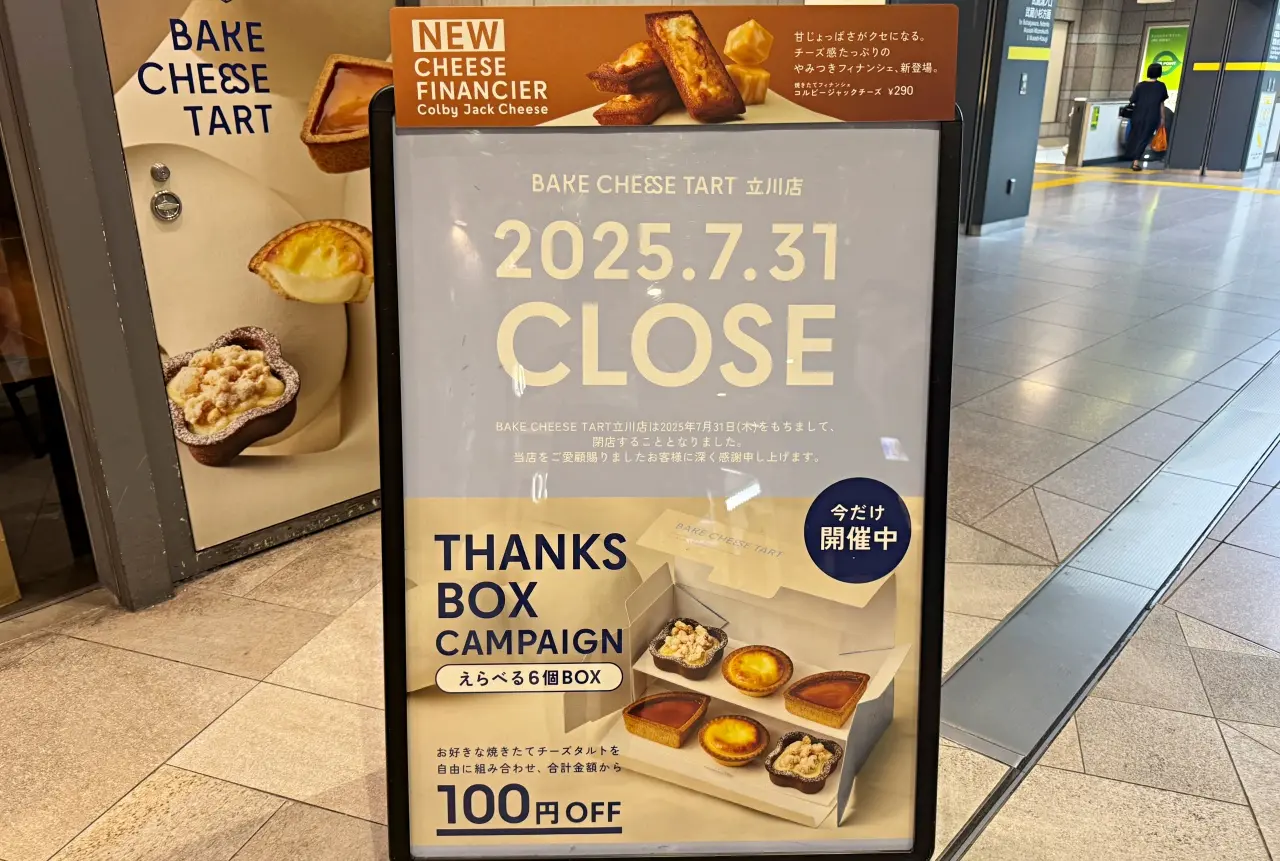 BAKE
CHEESE
TART
NEW
CHEESE
FINANCIER
Colby Jack Cheese
甘じょっぱさがクセになる。
チーズ感たっぷりの
やみつきフィナンシェ、新登場。
焼きたてフィナンシェ
コルビージャックチーズ ¥290
BAKE CHEESE TART 立川店
2025.7.31
CLOSE
BAKE CHEESE TART立川店は2025年7月31日(木)をもちまして、
閉店することとなりました。
当店をご愛顧賜りましたお客様に深く感謝申し上げます。
今だけ
開催中
THANKS
BOX
CAMPAIGN
えらべる6個BOX
BAKE CHEESE TART
お好きな焼きたてチーズタルトを
自由に組み合わせ、合計金額から
100円OFF